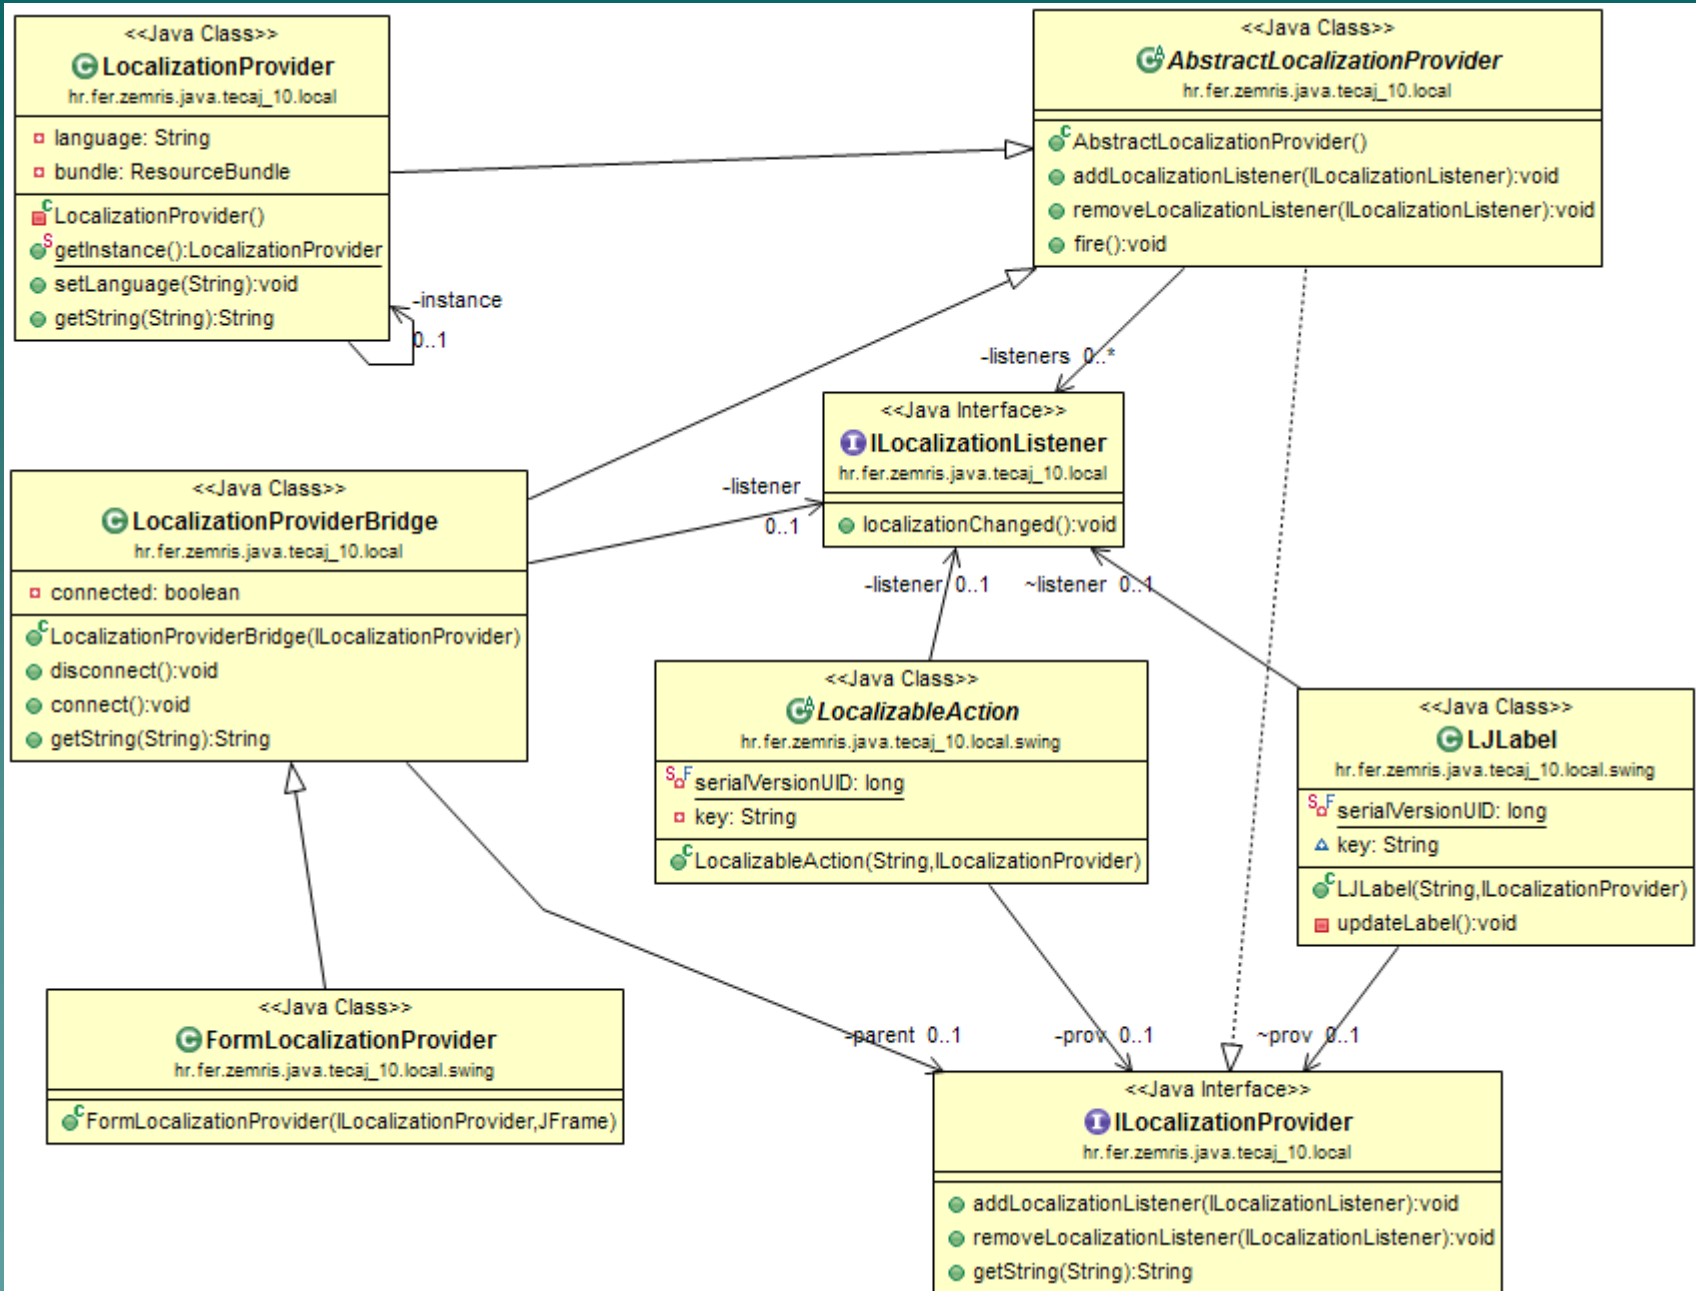 <<Java Class>>
LocalizationProvider
hr.fer.zemris.java.tecaj_10.local
language: String
bundle: ResourceBundle
LocalizationProvider()
getInstance():LocalizationProvider
setLanguage(String):void
getString(String):String
-instance
0..1
<<Java Class>>
AbstractLocalizationProvider
hr.fer.zemris.java.tecaj_10.local
AbstractLocalizationProvider()
addLocalizationListener(ILocalizationListener):void
removeLocalizationListener(ILocalizationListener):void
fire():void
-listeners 0..*
<<Java Interface>>
ILocalizationListener
hr.fer.zemris.java.tecaj_10.local
localizationChanged():void
-listener
0..1
-listener 0..1
~listener 0..1
<<Java Class>>
LocalizationProviderBridge
hr.fer.zemris.java.tecaj_10.local
connected: boolean
LocalizationProviderBridge(ILocalizationProvider)
disconnect():void
connect():void
getString(String):String
<<Java Class>>
LocalizableAction
hr.fer.zemris.java.tecaj_10.local.swing
serialVersionUID: long
key: String
LocalizableAction(String,ILocalizationProvider)
<<Java Class>>
LJLabel
hr.fer.zemris.java.tecaj_10.local.swing
serialVersionUID: long
key: String
LJLabel(String,ILocalizationProvider)
updateLabel():void
<<Java Class>>
FormLocalizationProvider
hr.fer.zemris.java.tecaj_10.local.swing
FormLocalizationProvider(ILocalizationProvider,JFrame)
-parent 0..1
-prov 0..1
~prov 0..1
<<Java Interface>>
ILocalizationProvider
hr.fer.zemris.java.tecaj_10.local
addLocalizationListener(ILocalizationListener):void
removeLocalizationListener(ILocalizationListener):void
getString(String):String